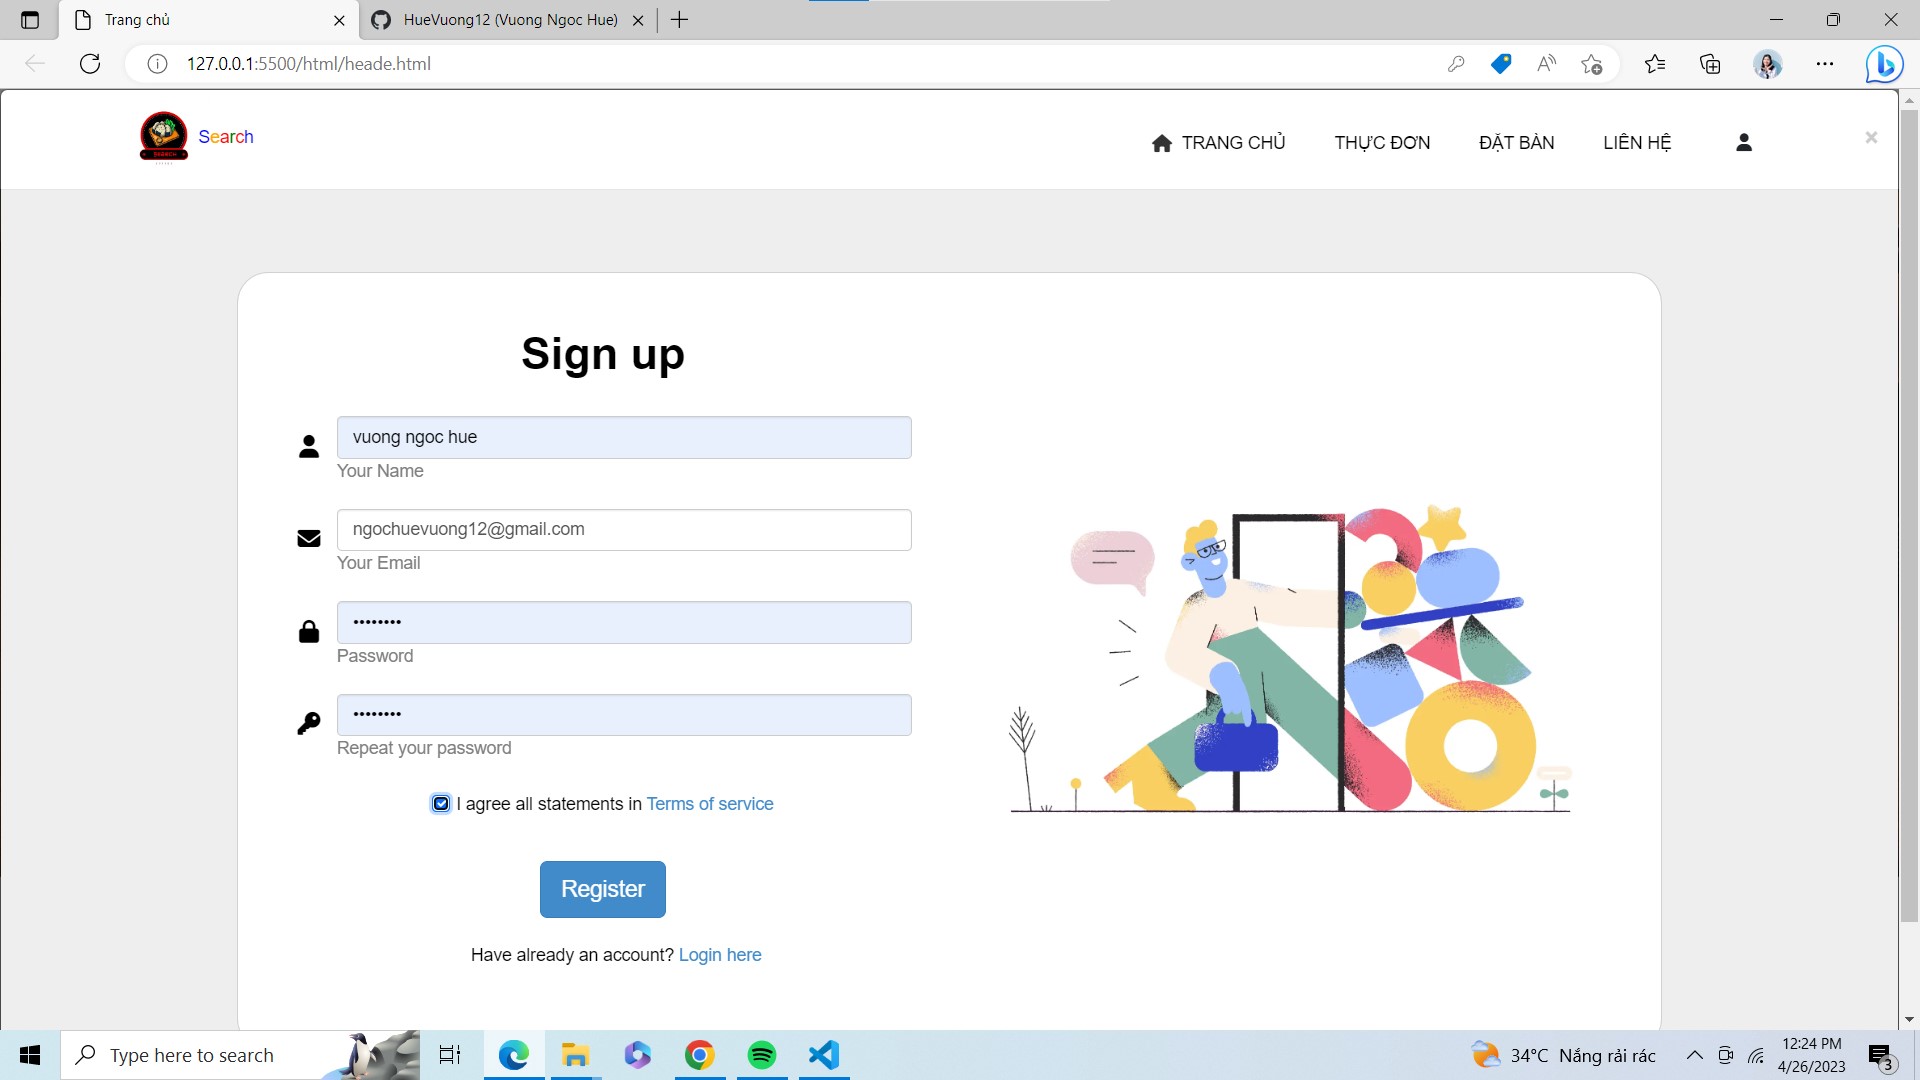 Trang chủ
HueVuong12 (Vuong Ngoc Hue)
127.0.0.1:5500/html/heade.html
Search
TRANG CHỦ
THỰC ĐƠN
ĐẶT BÀN
LIÊN HỆ
Sign up
vuong ngoc hue
Your Name
ngochuevuong12@gmail.com
Your Email
Password
Repeat your password
I agree all statements in Terms of service
Register
Have already an account? Login here
Type here to search
34°C Nắng rải rác
12:24 PM
4/26/2023
3